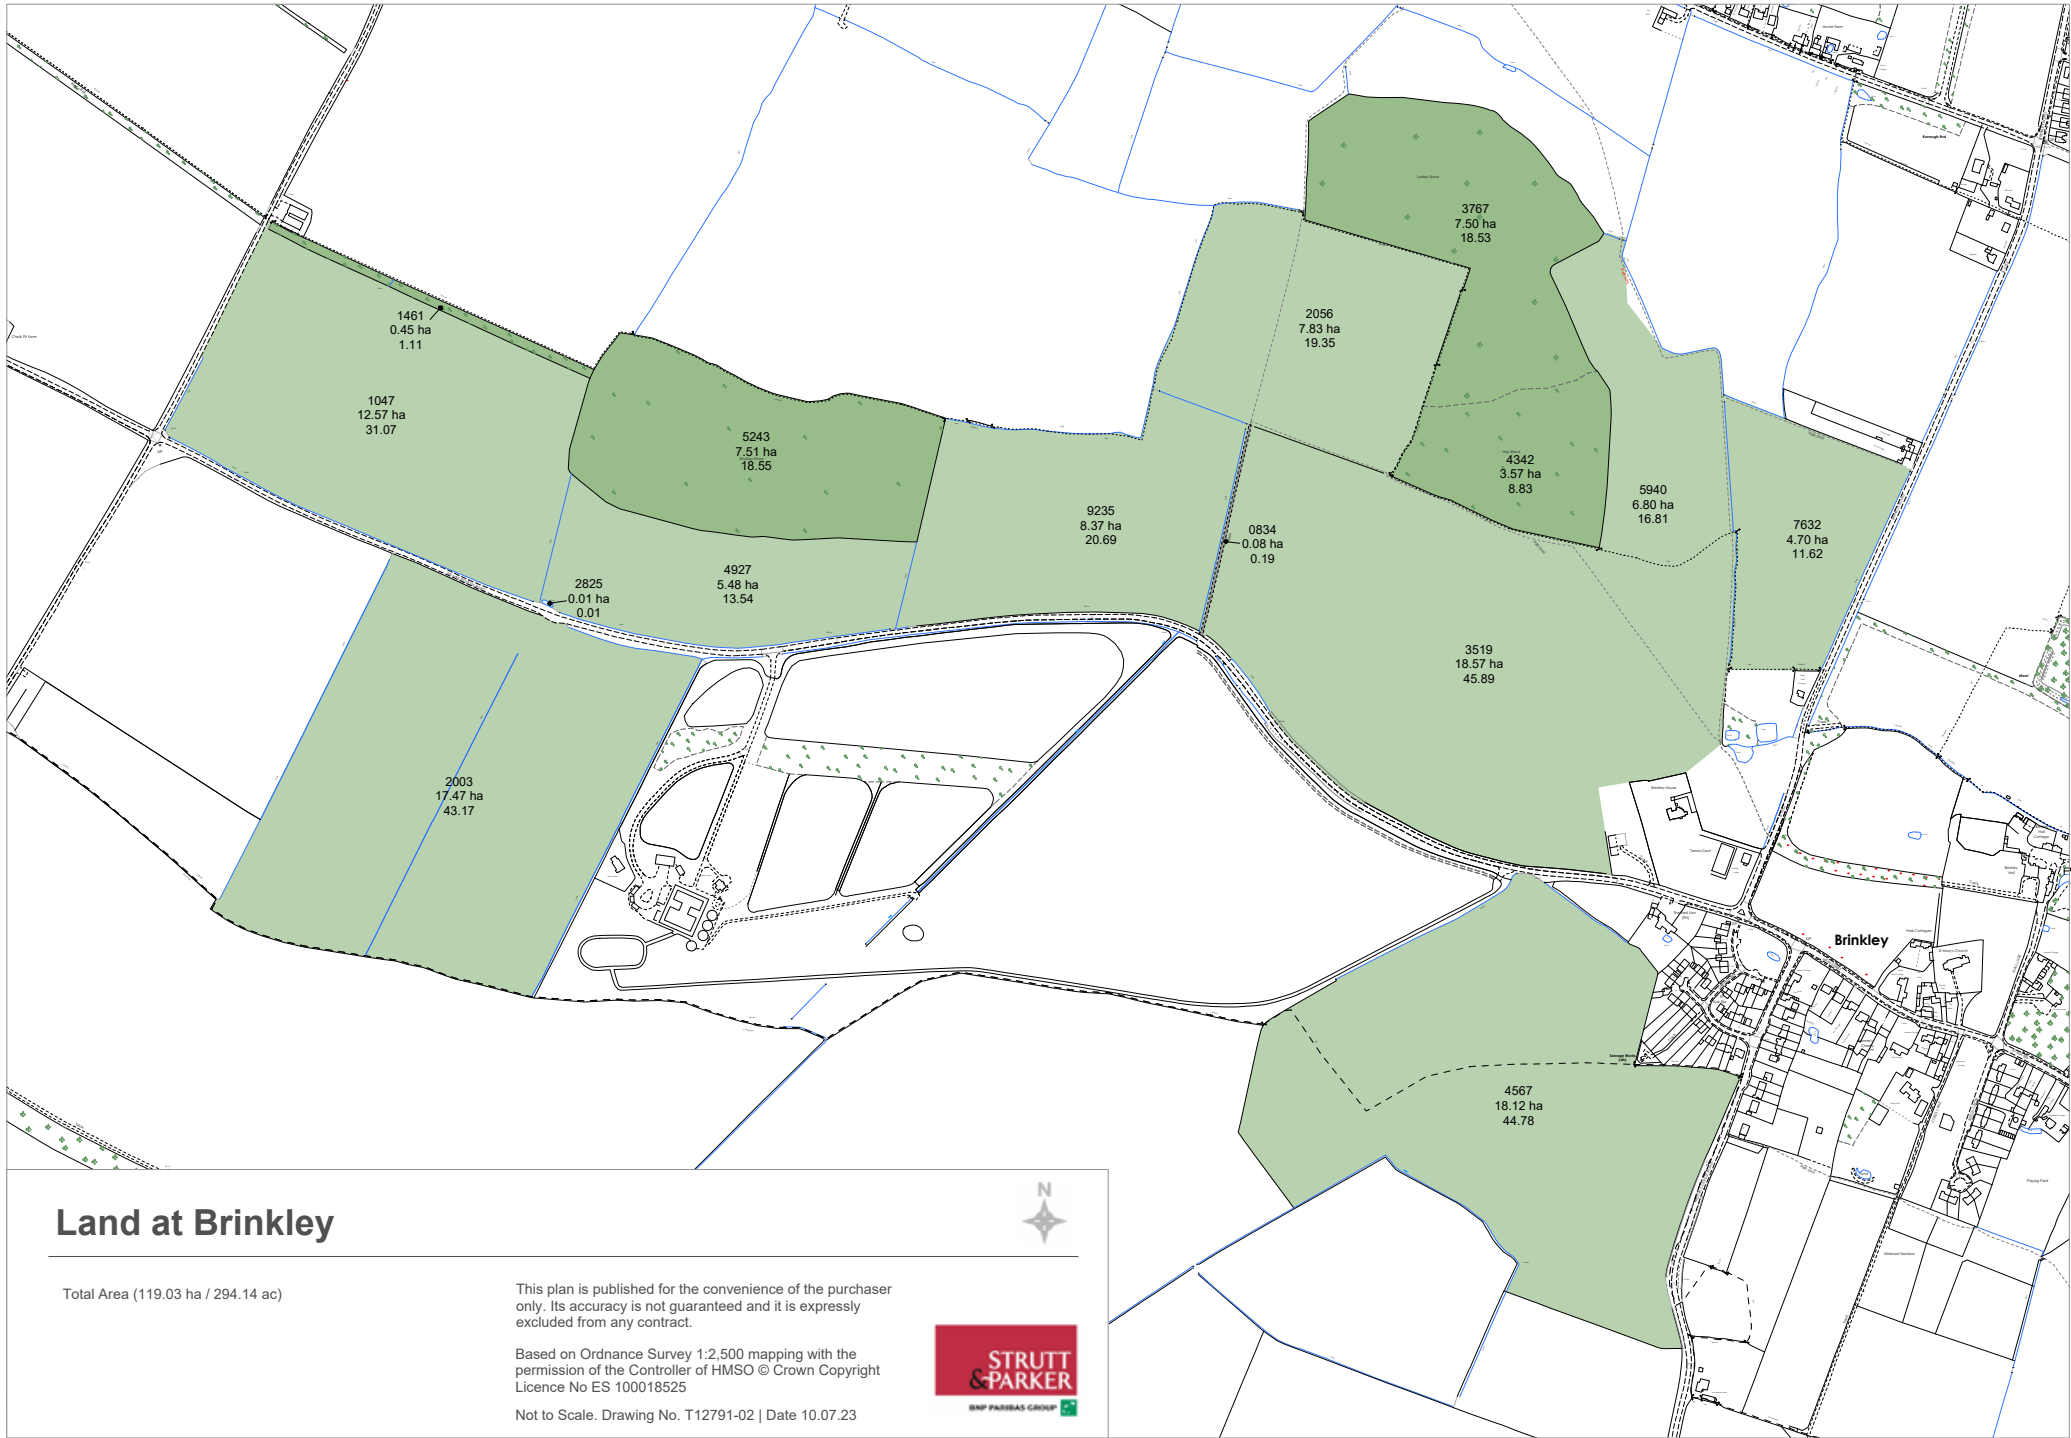 Ladies Grove
3767
7.50 ha
18.53
2056
7.83 ha
19.35
1461
0.45 ha
1.11
1047
12.57 ha
31.07
5243
7.51 ha
18.55
4342
3.57 ha
8.83
5940
6.80 ha
16.81
7632
4.70 ha
11.62
9235
8.37 ha
20.69
0834
0.08 ha
0.19
4927
5.48 ha
13.54
2825
0.01 ha
0.01
3519
18.57 ha
45.89
2003
17.47 ha
43.17
Brinkley House
Brinkley
4567
18.12 ha
44.78
Playing Field
N
Land at Brinkley
Total Area (119.03 ha / 294.14 ac)
This plan is published for the convenience of the purchaser
only. Its accuracy is not guaranteed and it is expressly
excluded from any contract.
Based on Ordnance Survey 1:2,500 mapping with the
permission of the Controller of HMSO © Crown Copyright
Licence No ES 100018525
Not to Scale. Drawing No. T12791-02 | Date 10.07.23
STRUTT
&PARKER
BNP PARIBAS GROUP